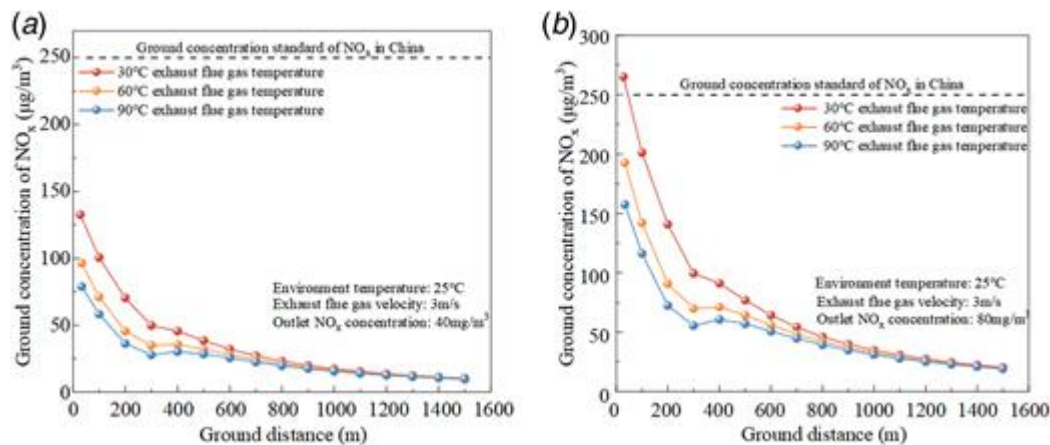 (a)
Ground concentration of NOx (μg/m³)
250
200
150
100
50
0
Ground concentration standard of NOx in China
30°C exhaust flue gas temperature
60°C exhaust flue gas temperature
90°C exhaust flue gas temperature
Environment temperature: 25°C
Exhaust flue gas velocity: 3m/s
Outlet NOx concentration: 40mg/m³
0 200 400 600 800 1000 1200 1400 1600
Ground distance (m)
(b)
Ground concentration of NOx (μg/m³)
300
250
200
150
100
50
0
Ground concentration standard of NOx in China
30°C exhaust flue gas temperature
60°C exhaust flue gas temperature
90°C exhaust flue gas temperature
Environment temperature: 25°C
Exhaust flue gas velocity: 3m/s
Outlet NOx concentration: 80mg/m³
0 200 400 600 800 1000 1200 1400 1600
Ground distance (m)